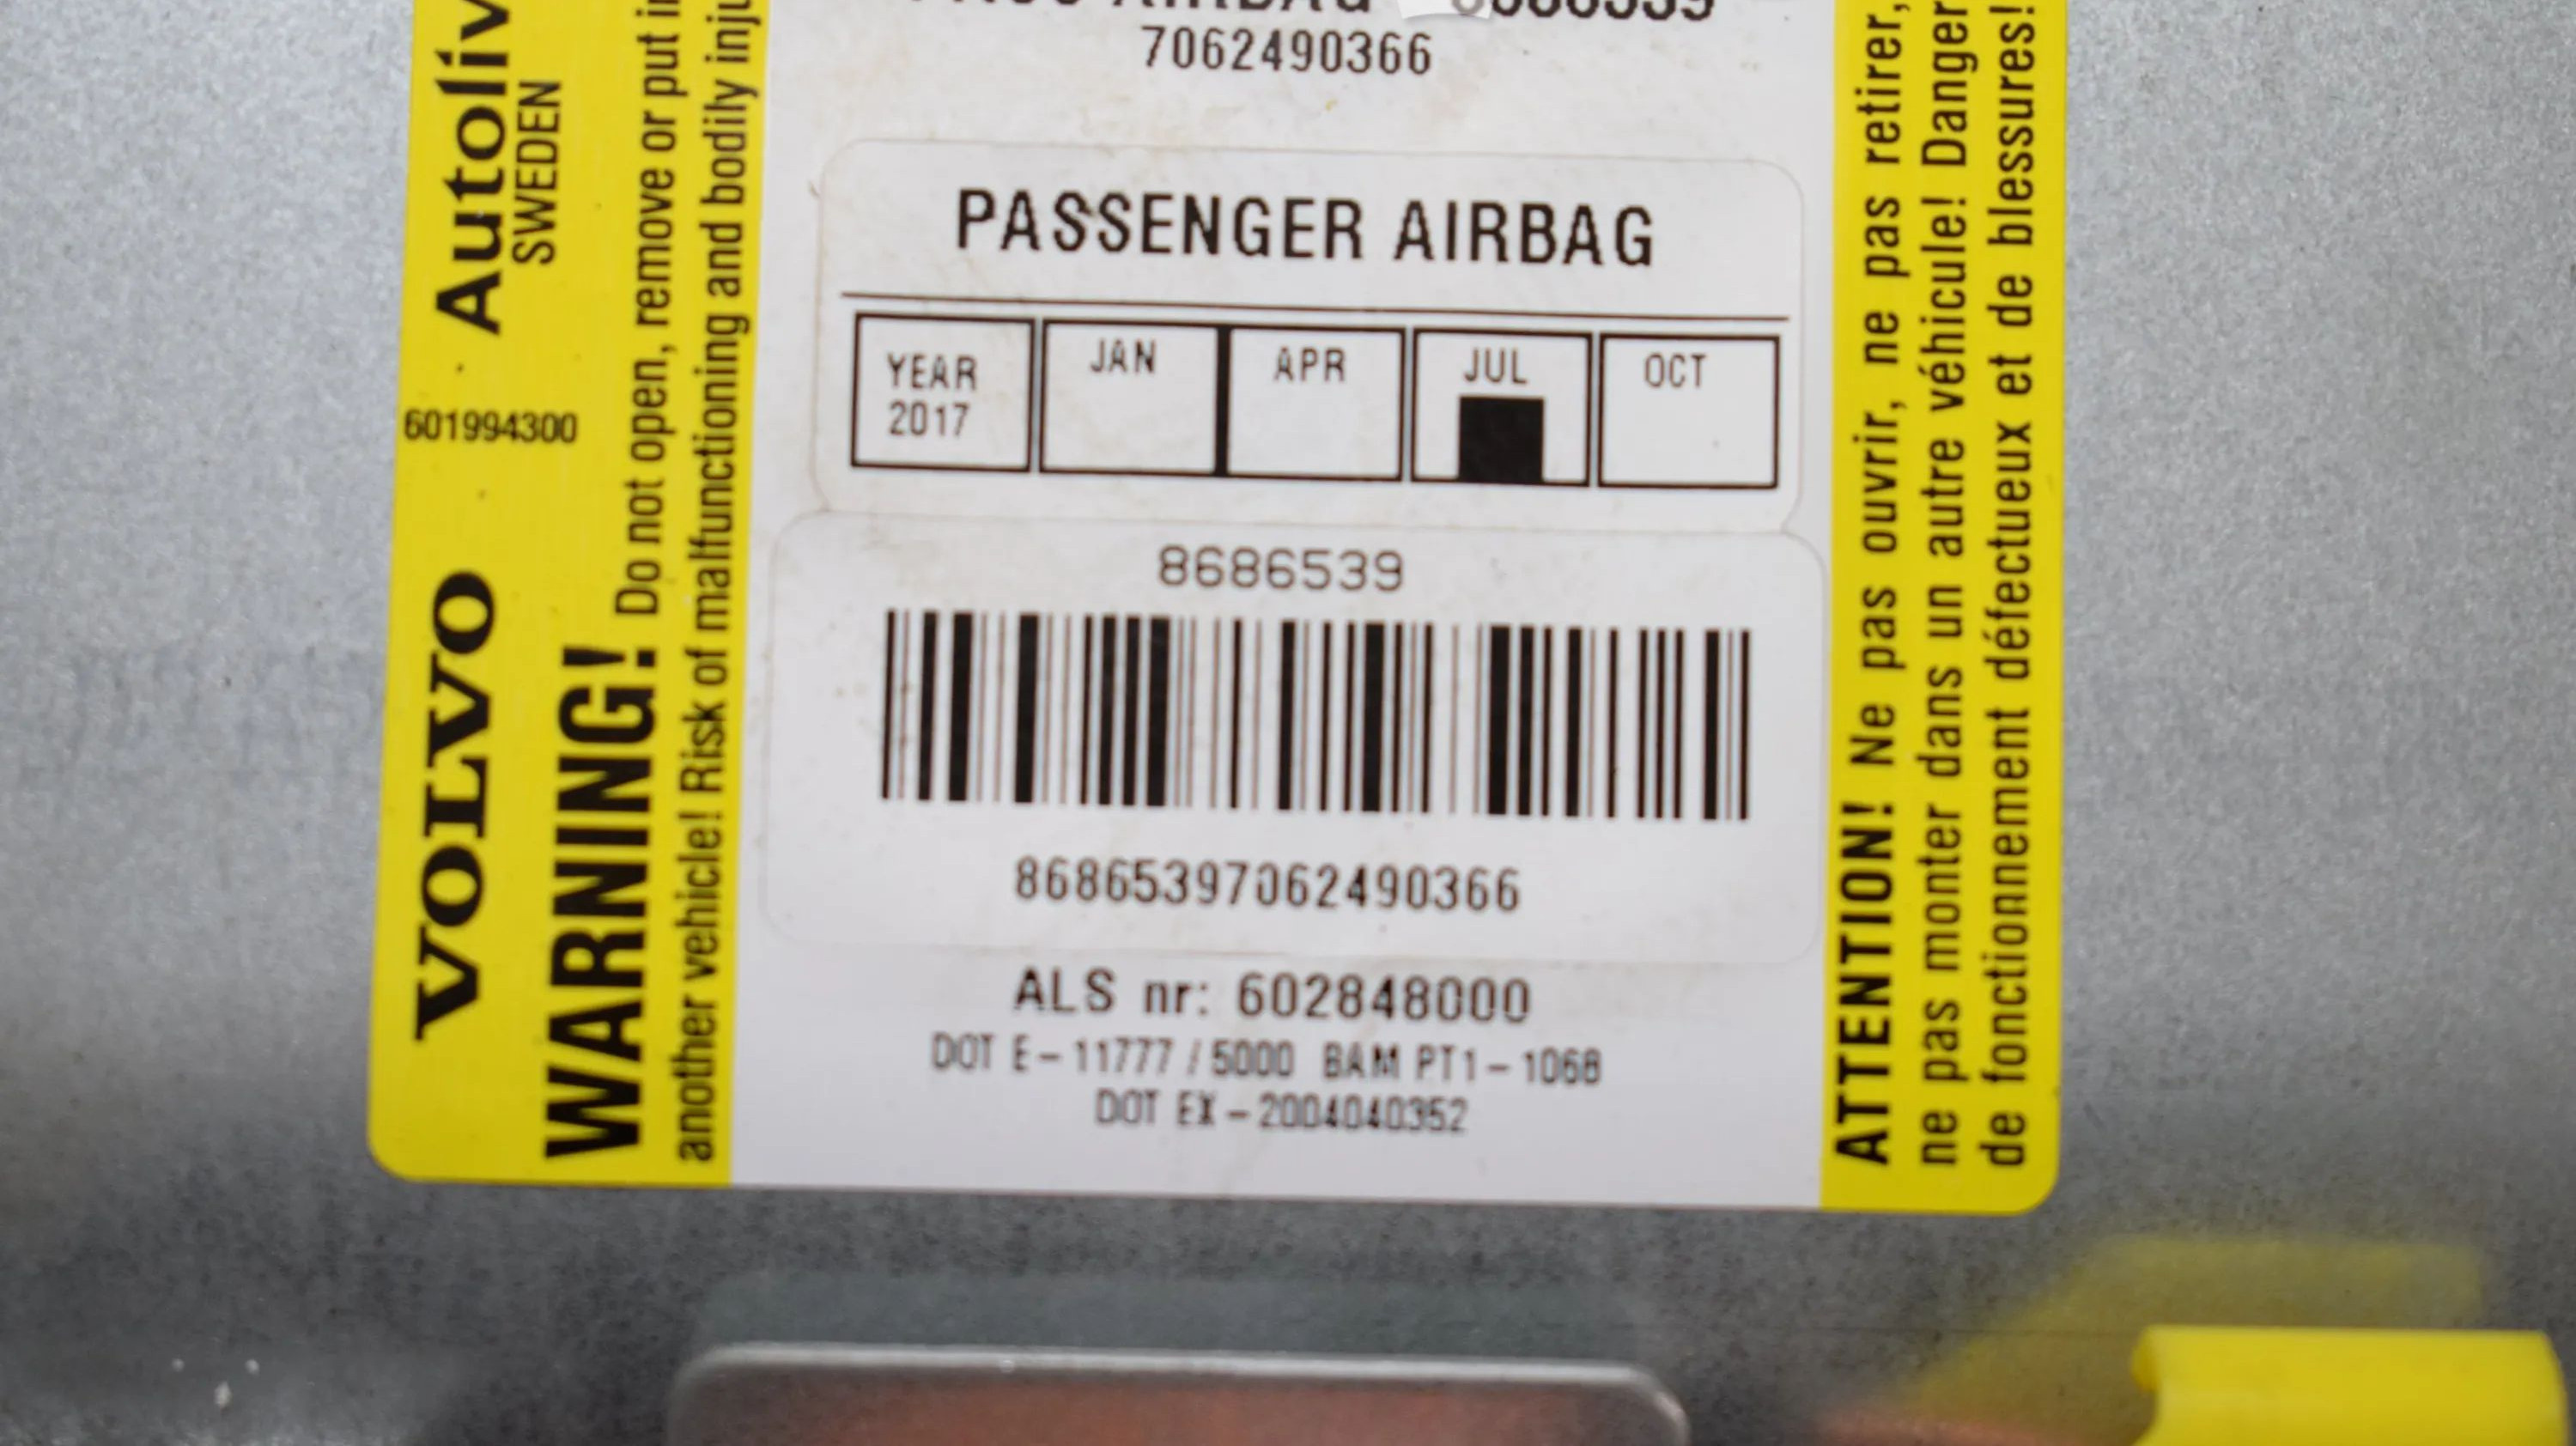 AIRBAG 8686539
7062490366
PASSENGER AIRBAG
YEAR 2017 JAN APR JUL OCT
8686539
86865397062490366
ALS nr: 602848000
DOT E-11777 / 5000 BAM PT1-1068
DOT EX-2004040352
VOLVO 601994300 Autoliv
SWEDEN
WARNING! Do not open, remove or put
another vehicle! Risk of malfunctioning and bodily
ATTENTION! Ne pas ouvrir, ne pas retirer,
ne pas monter dans un autre véhicule! Danger
de fonctionnement défectueux et de blessures!